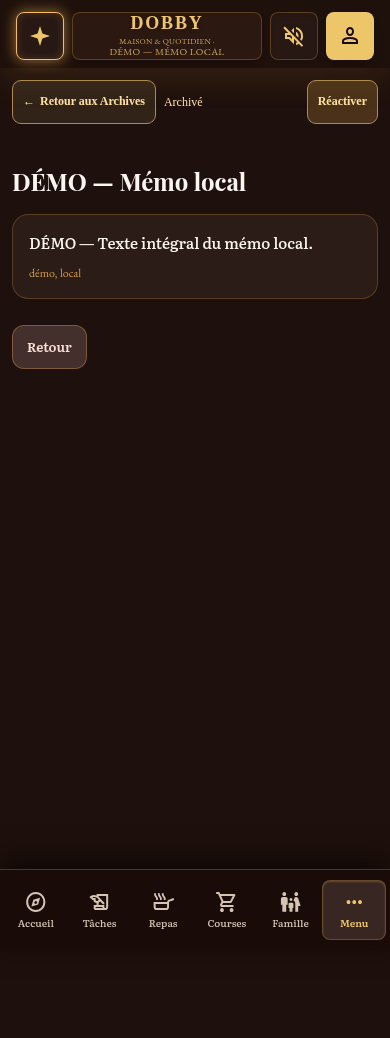 DOBBY
MAISON & QUOTIDIEN ·
DÉMO — MÉMO LOCAL
← Retour aux Archives
Archivé
Réactiver
DÉMO — Mémo local
DÉMO — Texte intégral du mémo local.
démo, local
Retour
Accueil
Tâches
Repas
Courses
Famille
Menu